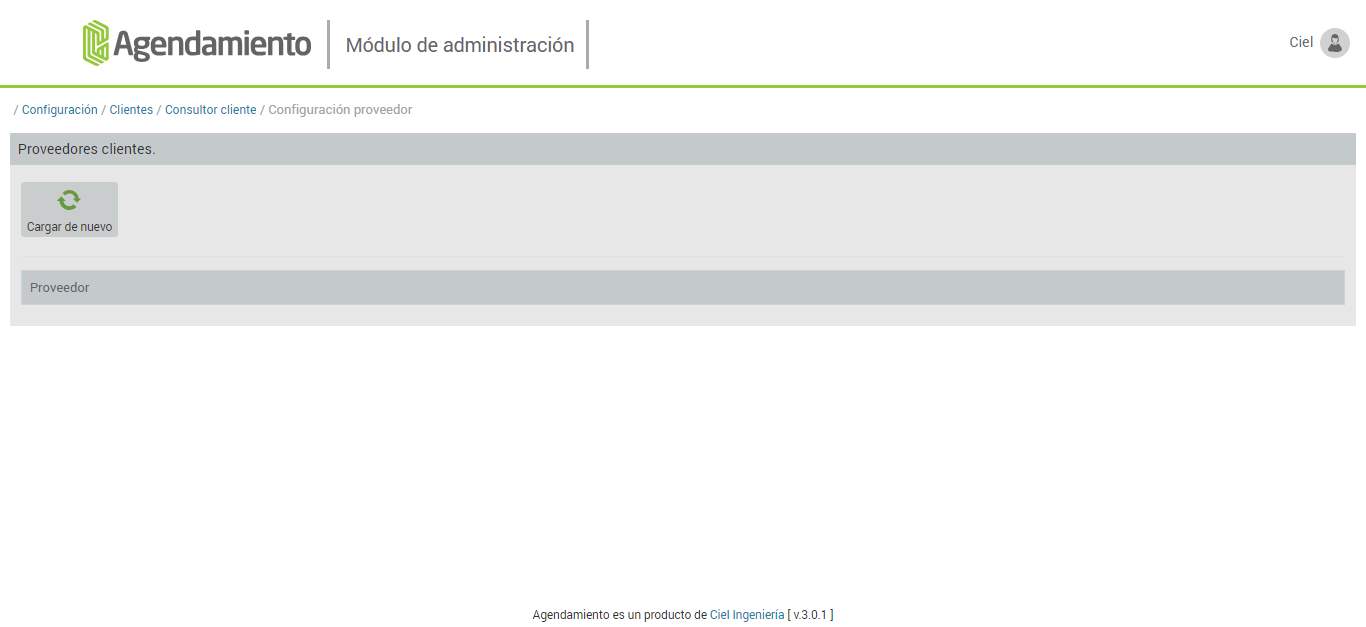 Agendamiento
Módulo de administración
Ciel
/ Configuración / Clientes / Consultor cliente / Configuración proveedor
Proveedores clientes.
Cargar de nuevo
Proveedor
Agendamiento es un producto de Ciel Ingeniería [ v.3.0.1 ]